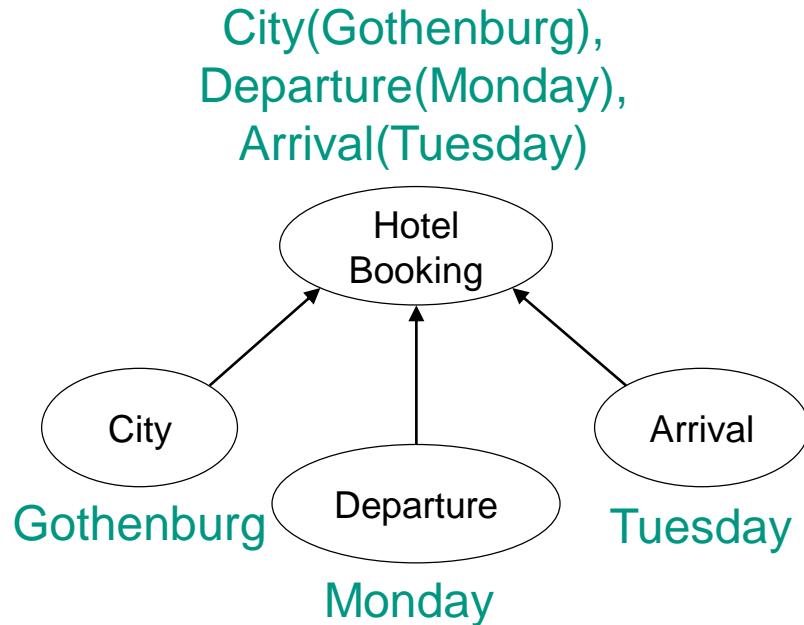 City(Gothenburg),
Departure(Monday),
Arrival(Tuesday)
Hotel
Booking
City
Arrival
Departure
Gothenburg
Tuesday
Monday